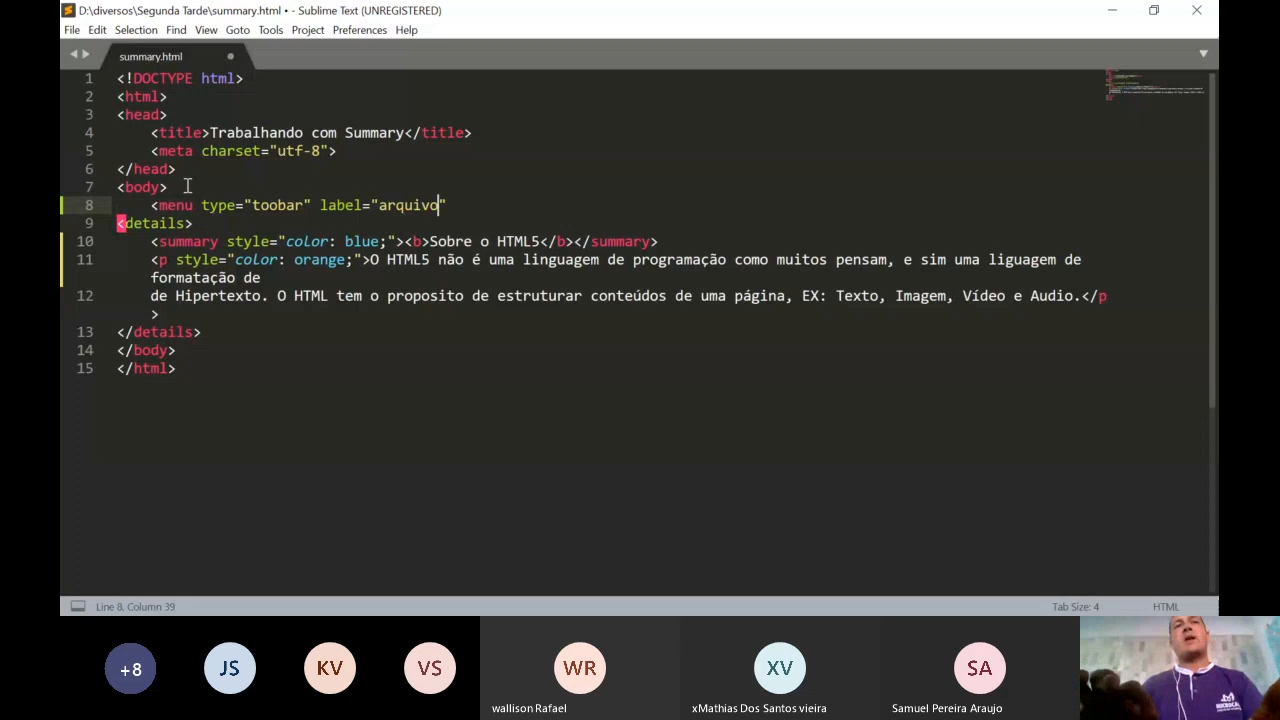 D:\diversos\Segunda Tarde\summary.html • - Sublime Text (UNREGISTERED)
File Edit Selection Find View Goto Tools Project Preferences Help
summary.html
1 <!DOCTYPE html>
2 <html>
3 <head>
4 <title>Trabalhando com Summary</title>
5 <meta charset="utf-8">
6 </head>
7 <body>
8 <menu type="toobar" label="arquivo"
9 <details>
10 <summary style="color: blue;"><b>Sobre o HTML5</b></summary>
11 <p style="color: orange;">O HTML5 não é uma linguagem de programação como muitos pensam, e sim uma liguagem de
formatação de
12 de Hipertexto. O HTML tem o proposito de estruturar conteúdos de uma página, EX: Texto, Imagem, Vídeo e Audio.</p
>
13 </details>
14 </body>
15 </html>
Line 8, Column 39 Tab Size: 4 HTML
+8 JS KV VS WR XV SA
wallison Rafael xMathias Dos Santos vieira Samuel Pereira Araujo